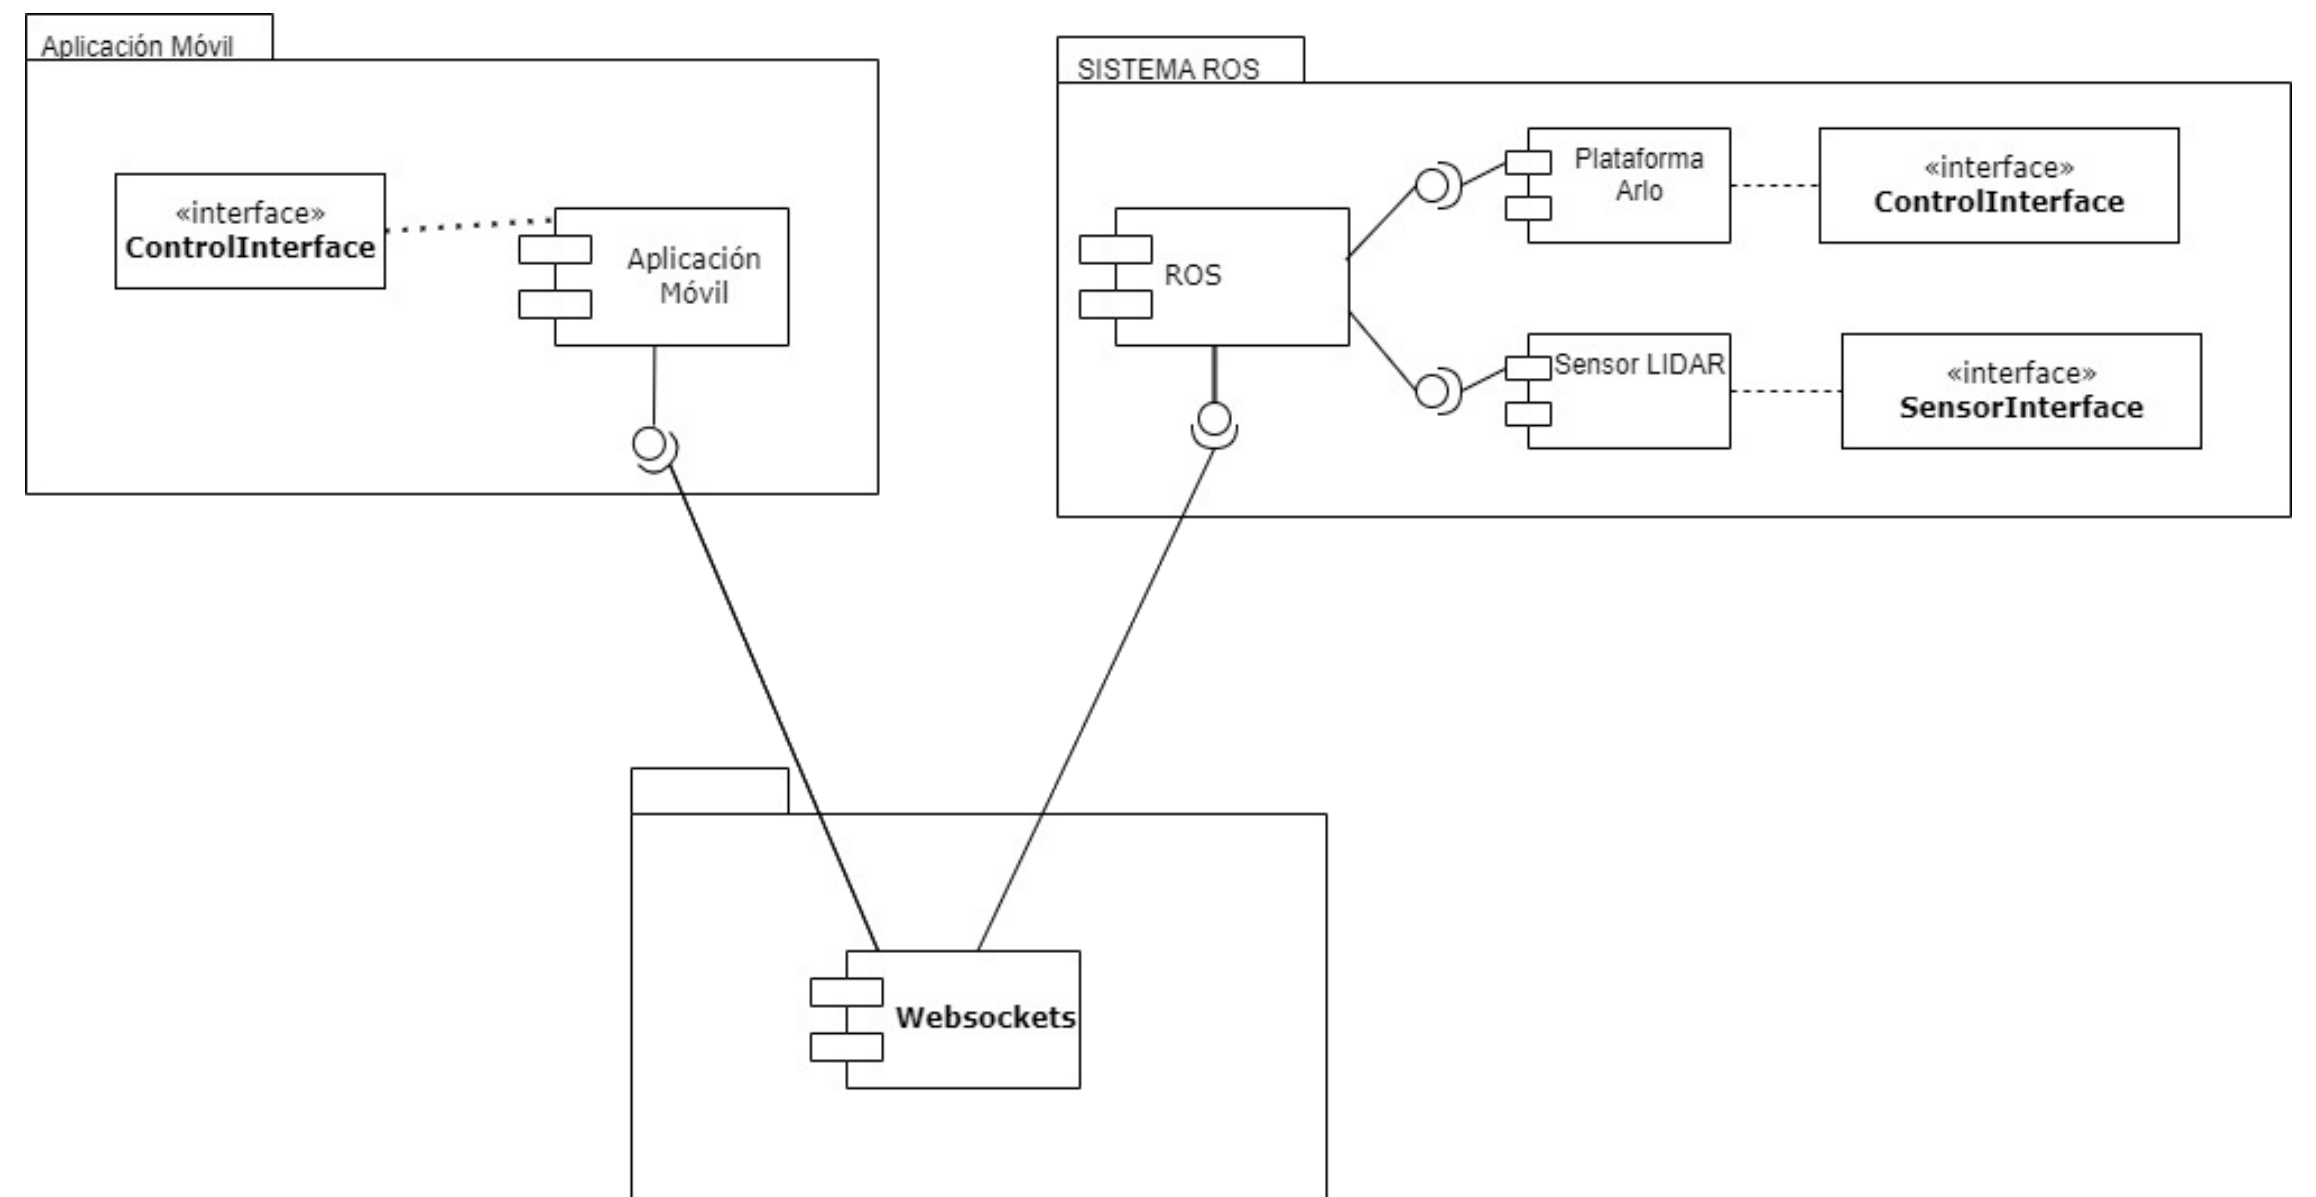 Aplicación Móvil
«interface»
ControlInterface
Aplicación
Móvil
SISTEMA ROS
ROS
Plataforma
Arlo
«interface»
ControlInterface
Sensor LIDAR
«interface»
SensorInterface
Websockets